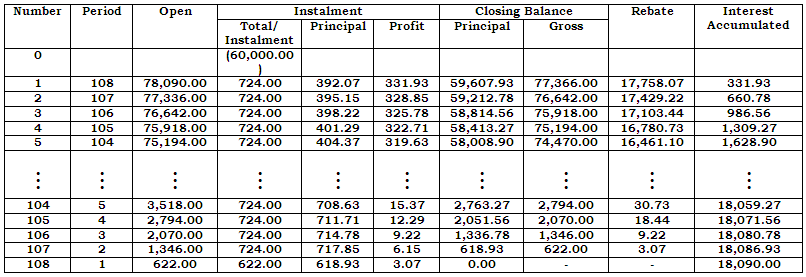 Number Period Open Instalment Closing Balance Rebate Interest Accumulated
Total/ Instalment Principal Profit Principal Gross
0 (60,000.00 )
1 108 78,090.00 724.00 392.07 331.93 59,607.93 77,366.00 17,758.07 331.93
2 107 77,336.00 724.00 395.15 328.85 59,212.78 76,642.00 17,429.22 660.78
3 106 76,642.00 724.00 398.22 325.78 58,814.56 75,918.00 17,103.44 986.56
4 105 75,918.00 724.00 401.29 322.71 58,413.27 75,194.00 16,780.73 1,309.27
5 104 75,194.00 724.00 404.37 319.63 58,008.90 74,470.00 16,461.10 1,628.90
⋮ ⋮ ⋮ ⋮ ⋮ ⋮ ⋮ ⋮ ⋮ ⋮
104 5 3,518.00 724.00 708.63 15.37 2,763.27 2,794.00 30.73 18,059.27
105 4 2,794.00 724.00 711.71 12.29 2,051.56 2,070.00 18.44 18,071.56
106 3 2,070.00 724.00 714.78 9.22 1,336.78 1,346.00 9.22 18,080.78
107 2 1,346.00 724.00 717.85 6.15 618.93 622.00 3.07 18,086.93
108 1 622.00 622.00 618.93 3.07 0.00 - - 18,090.00